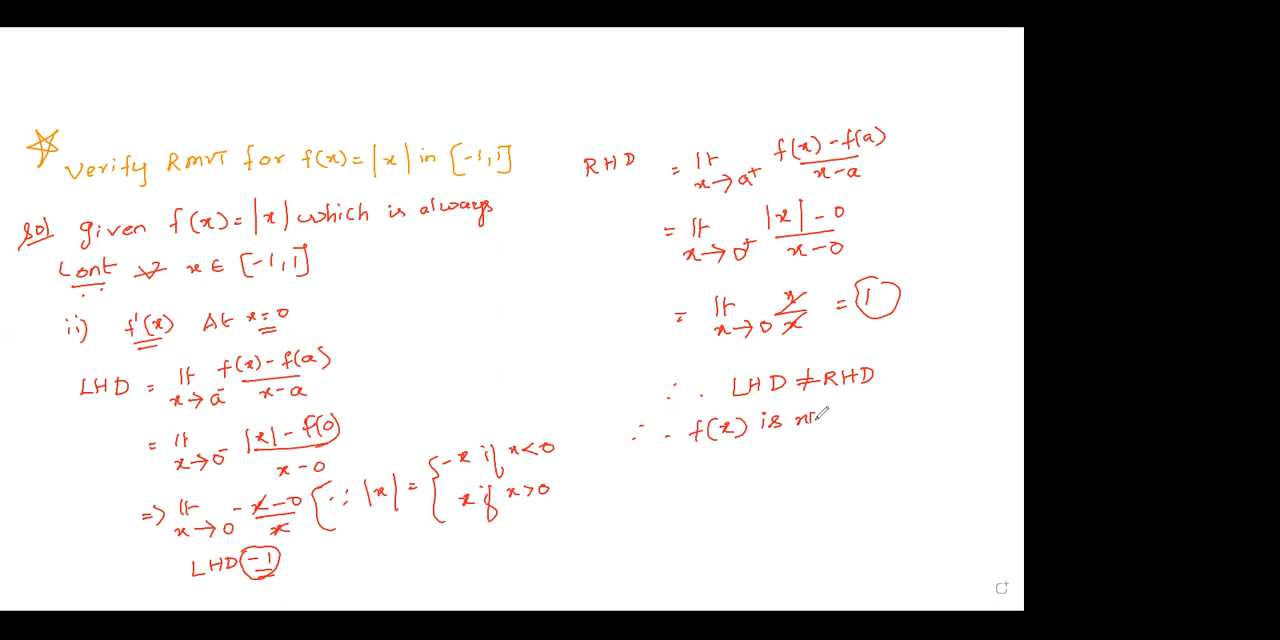 Verify RMVT for f(x) = |x| in [-1,1]
Sol given f(x) = |x| which is always
Cont ∀ x ∈ [-1,1]
ii) f'(x) At x=0
LHD = lt x→a⁻ (f(x) - f(a))/(x-a)
= lt x→0⁻ (|x| - f(0))/(x-0)
=> lt x→0 (-x-0)/x {∵ |x| = { -x if x<0
x if x>0
LHD -1
RHD = lt x→a⁺ (f(x) - f(a))/(x-a)
= lt x→0⁺ (|x| - 0)/(x-0)
= lt x→0 x/x = 1
∴ LHD ≠ RHD
∴ f(x) is